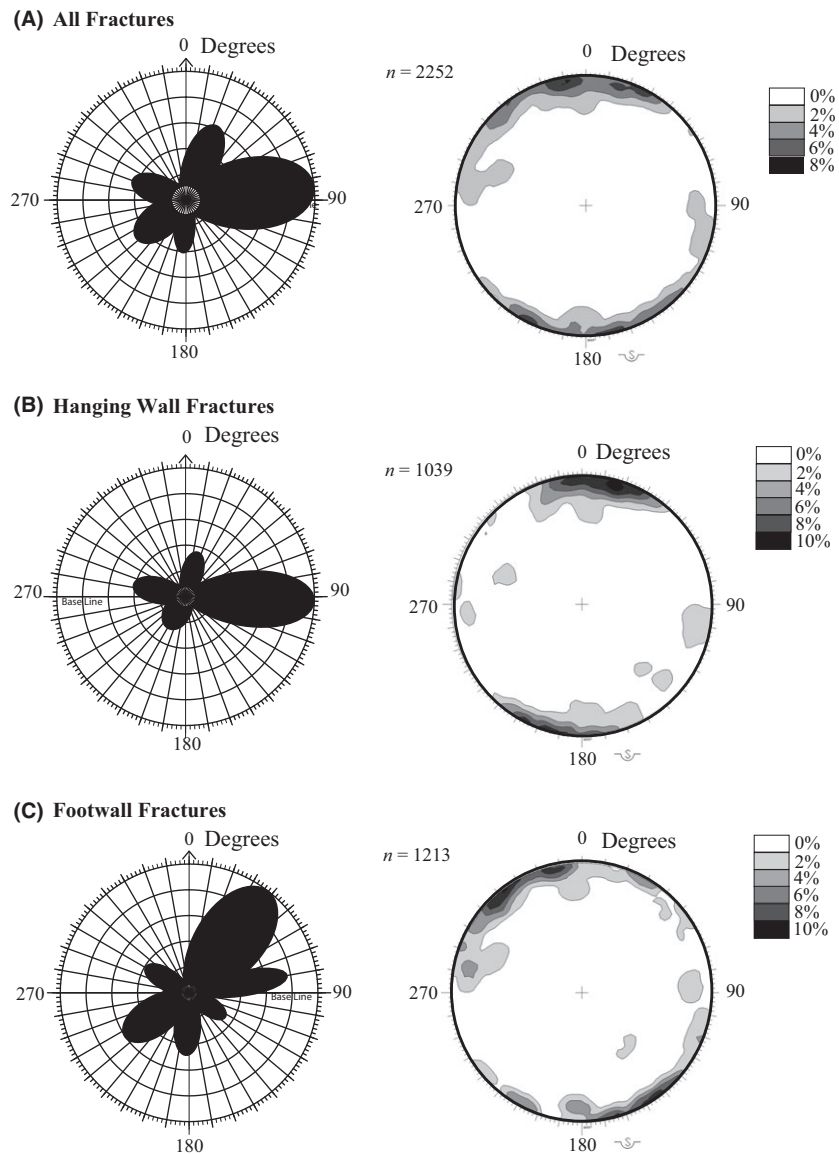 (A) All Fractures
0 Degrees
270
90
180
n = 2252
0 Degrees
270
90
180
S
0%
2%
4%
6%
8%
(B) Hanging Wall Fractures
0 Degrees
270
Base Line
90
180
n = 1039
0 Degrees
270
90
180
S
0%
2%
4%
6%
8%
10%
(C) Footwall Fractures
0 Degrees
270
Base Line
90
180
n = 1213
0 Degrees
270
90
180
S
0%
2%
4%
6%
8%
10%